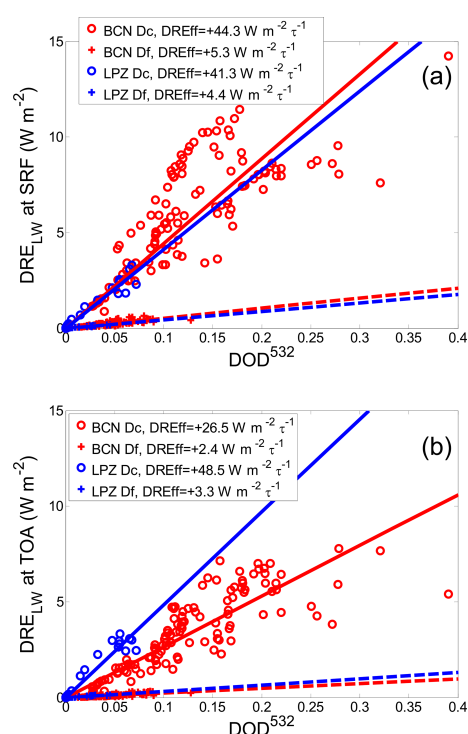 BCN Dc, DREff=+44.3 W m⁻² τ⁻¹
BCN Df, DREff=+5.3 W m⁻² τ⁻¹
LPZ Dc, DREff=+41.3 W m⁻² τ⁻¹
LPZ Df, DREff=+4.4 W m⁻² τ⁻¹
(a)
15
10
5
0
DRE_LW at SRF (W m⁻²)
0 0.05 0.1 0.15 0.2 0.25 0.3 0.35 0.4
DOD⁵³²
BCN Dc, DREff=+26.5 W m⁻² τ⁻¹
BCN Df, DREff=+2.4 W m⁻² τ⁻¹
LPZ Dc, DREff=+48.5 W m⁻² τ⁻¹
LPZ Df, DREff=+3.3 W m⁻² τ⁻¹
(b)
15
10
5
0
DRE_LW at TOA (W m⁻²)
0 0.05 0.1 0.15 0.2 0.25 0.3 0.35 0.4
DOD⁵³²